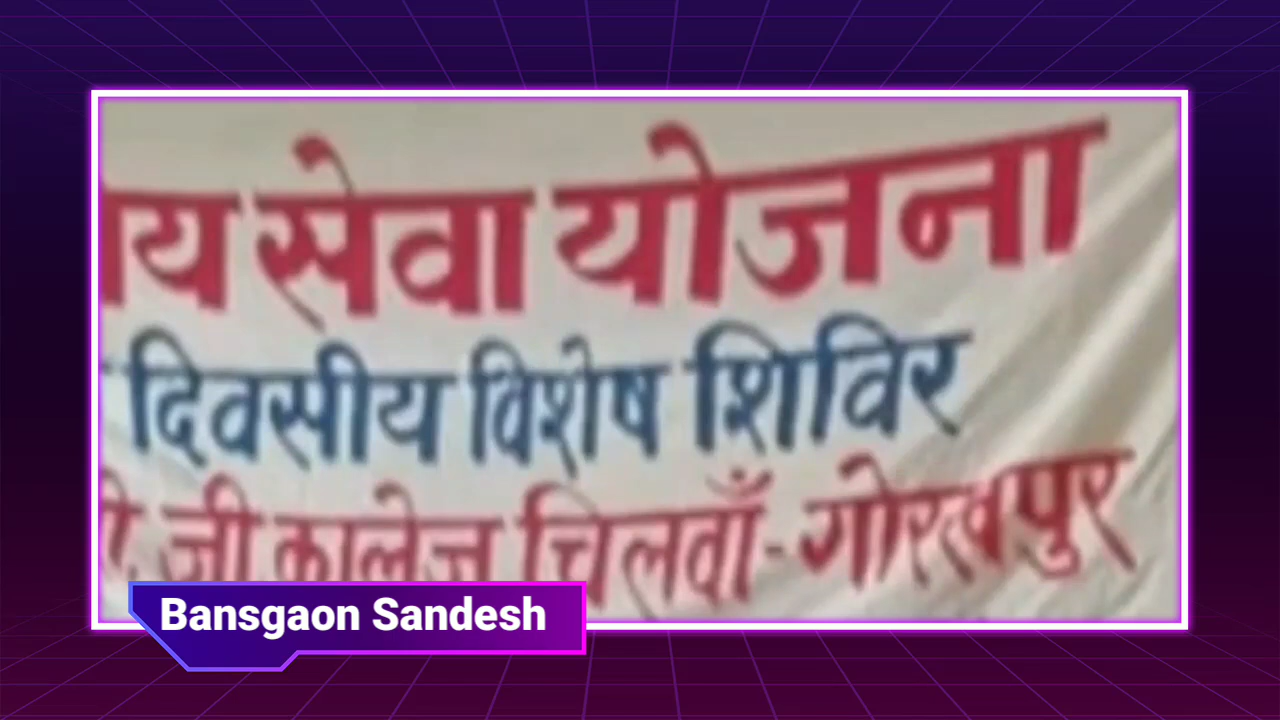 सेवा योजना
दिवसीय विशेष शिविर
जी कालेज चिलवाँ-गोरखपुर
Bansgaon Sandesh